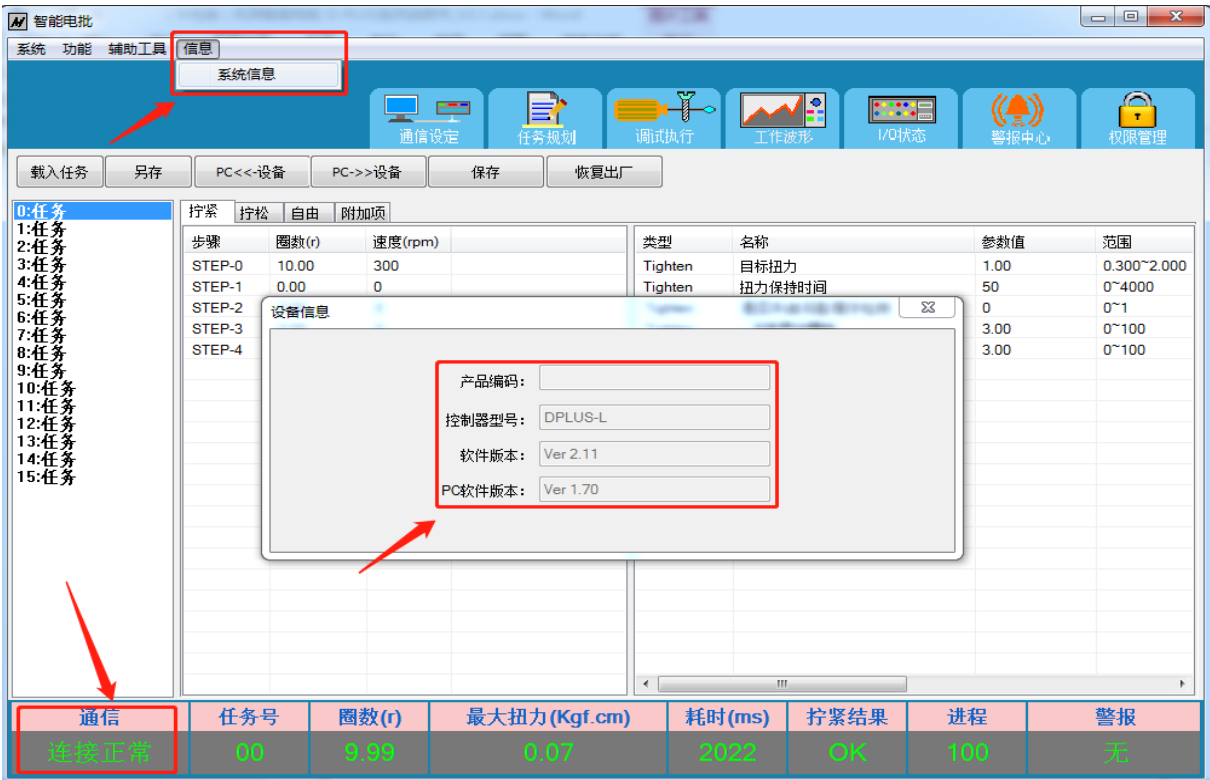 智能电批
系统 功能 辅助工具 信息
系统信息
通信设定 任务规划 调试执行 工作波形 I/O状态 警报中心 权限管理
载入任务 另存 PC<<-设备 PC->>设备 保存 恢复出厂
0:任务
1:任务
2:任务
3:任务
4:任务
5:任务
6:任务
7:任务
8:任务
9:任务
10:任务
11:任务
12:任务
13:任务
14:任务
15:任务
拧紧 拧松 自由 附加项
步骤 圈数(r) 速度(rpm)
STEP-0 10.00 300
STEP-1 0.00 0
STEP-2
STEP-3
STEP-4
类型 名称 参数值 范围
Tighten 目标扭力 1.00 0.300~2.000
Tighten 扭力保持时间 50 0~4000
0 0~1
3.00 0~100
3.00 0~100
设备信息
产品编码:
控制器型号: DPLUS-L
软件版本: Ver 2.11
PC软件版本: Ver 1.70
通信 任务号 圈数(r) 最大扭力(Kgf.cm) 耗时(ms) 拧紧结果 进程 警报
连接正常 00 9.99 0.07 2022 OK 100 无